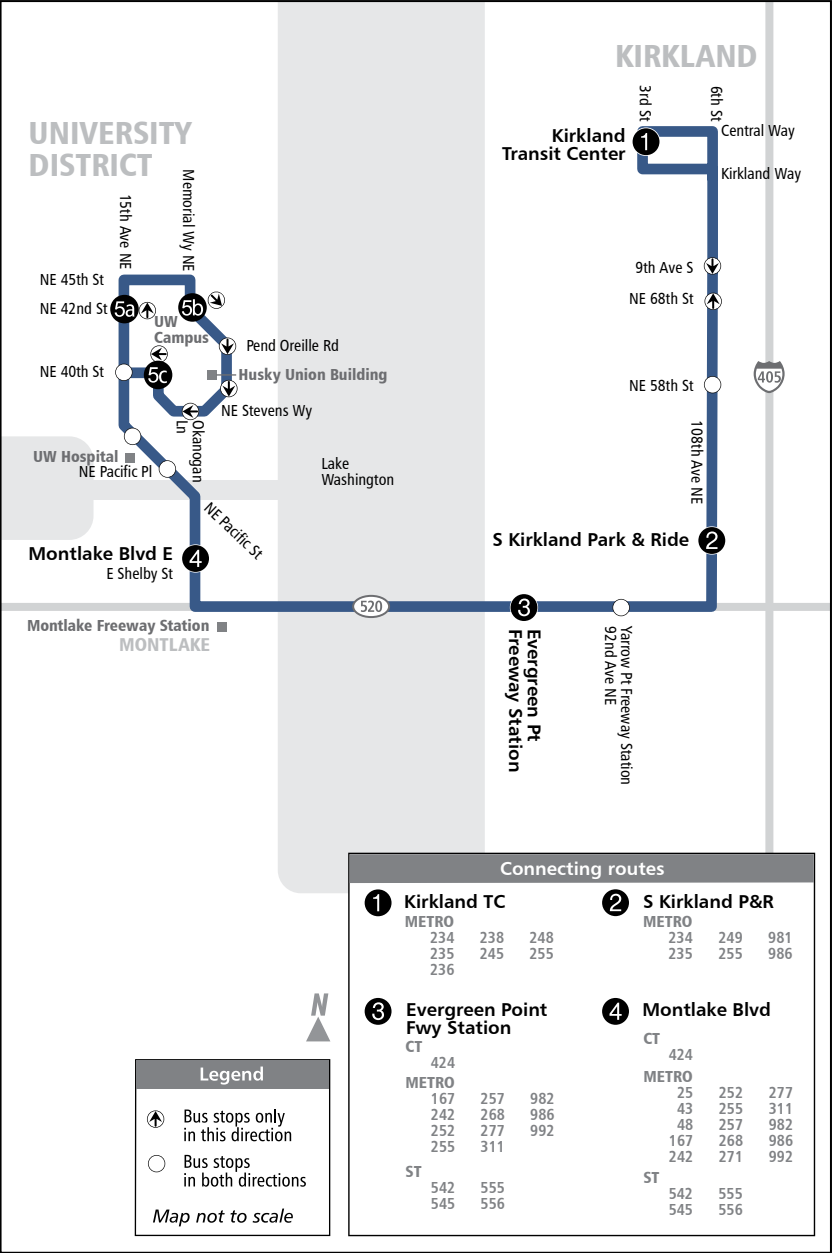 KIRKLAND
3rd St
6th St
Kirkland
Transit Center
1
Central Way
Kirkland Way
9th Ave S
NE 68th St
NE 58th St
405
108th Ave NE
S Kirkland Park & Ride
2
UNIVERSITY
DISTRICT
15th Ave NE
Memorial Wy NE
NE 45th St
NE 42nd St
5a
5b
UW
Campus
Pend Oreille Rd
NE 40th St
5c
Husky Union Building
NE Stevens Wy
Okanogan
Ln
UW Hospital
NE Pacific Pl
NE Pacific St
Lake
Washington
Montlake Blvd E
E Shelby St
4
520
3
Montlake Freeway Station
MONTLAKE
Evergreen Pt
Freeway Station
Yarrow Pt Freeway Station
92nd Ave NE
Connecting routes
1 Kirkland TC
METRO
234 238 248
235 245 255
236
2 S Kirkland P&R
METRO
234 249 981
235 255 986
3 Evergreen Point
Fwy Station
CT
424
METRO
167 257 982
242 268 986
252 277 992
255 311
ST
542 555
545 556
4 Montlake Blvd
CT
424
METRO
25 252 277
43 255 311
48 257 982
167 268 986
242 271 992
ST
542 555
545 556
N
Legend
Bus stops only
in this direction
Bus stops
in both directions
Map not to scale